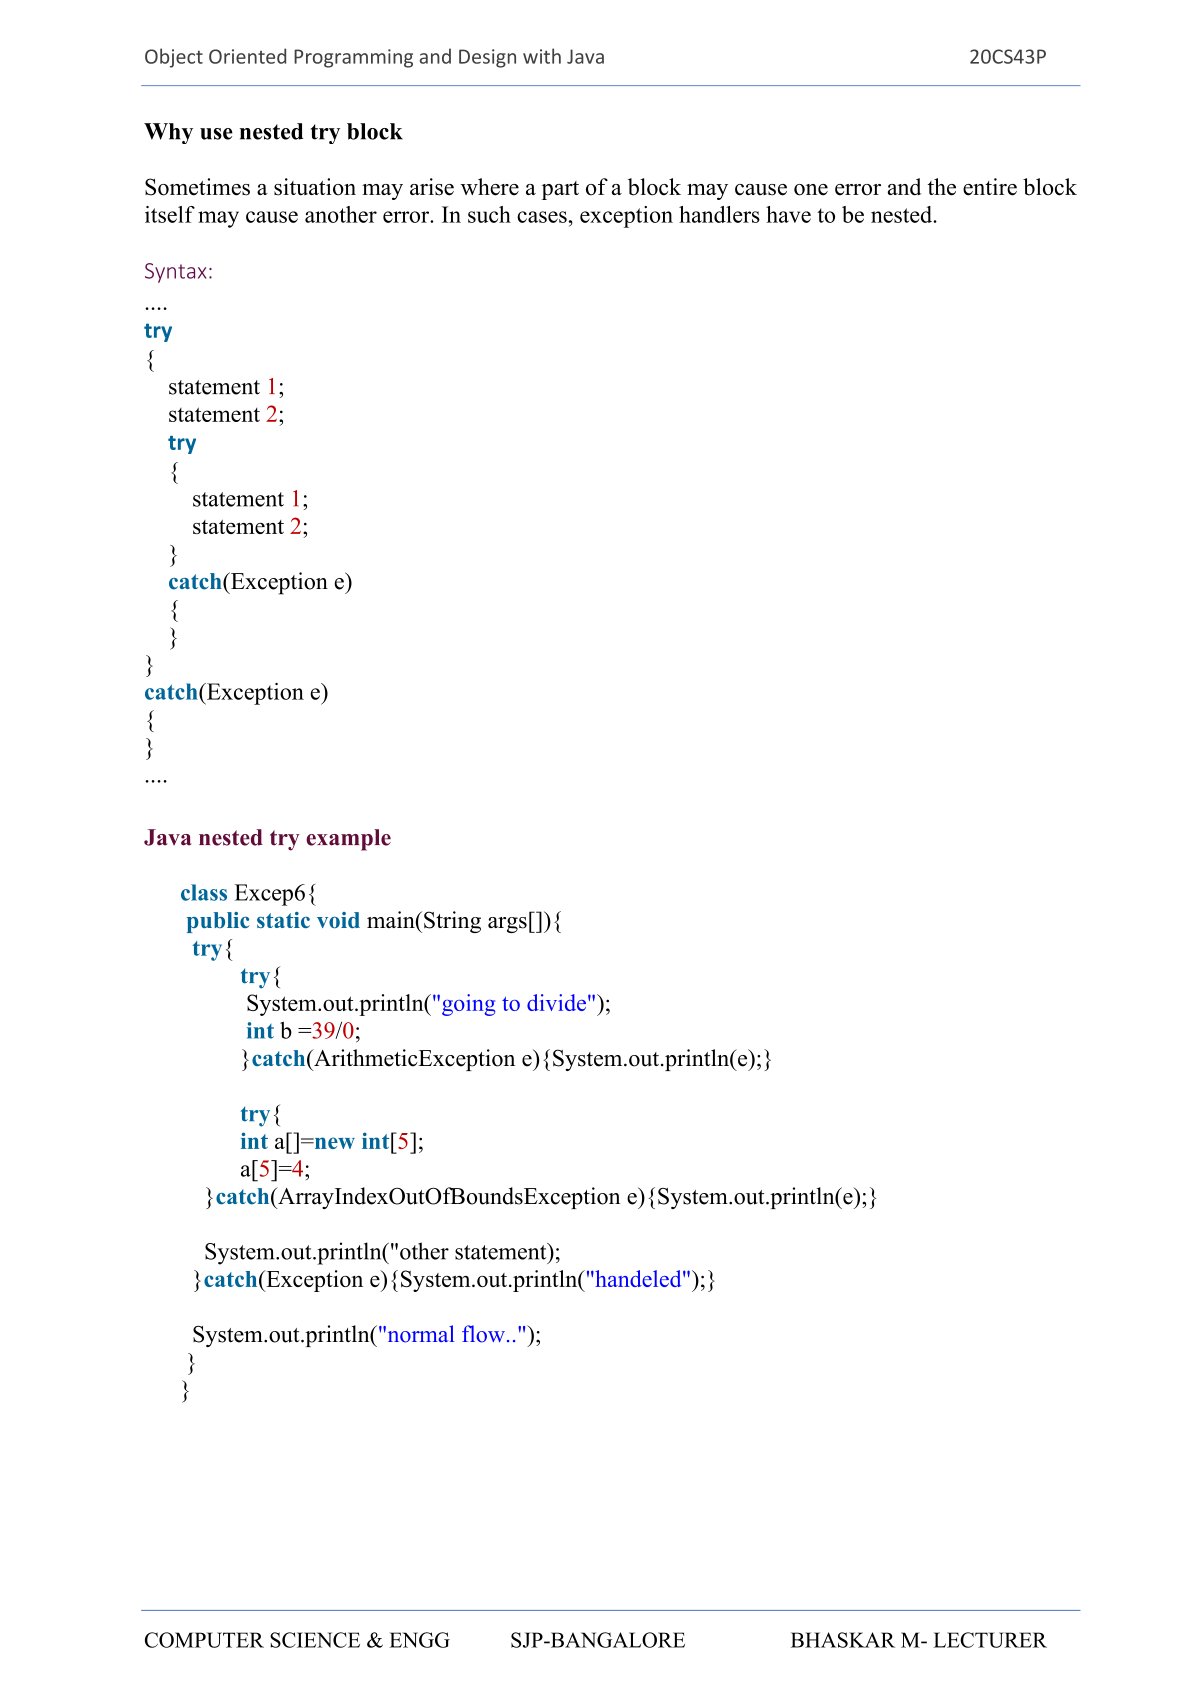 Object Oriented Programming and Design with Java 20CS43P
Why use nested try block
Sometimes a situation may arise where a part of a block may cause one error and the entire block
itself may cause another error. In such cases, exception handlers have to be nested.
Syntax:
....
try
{
statement 1;
statement 2;
try
{
statement 1;
statement 2;
}
catch(Exception e)
{
}
}
catch(Exception e)
{
}
....
Java nested try example
class Excep6{
public static void main(String args[]){
try{
try{
System.out.println("going to divide");
int b =39/0;
}catch(ArithmeticException e){System.out.println(e);}
try{
int a[]=new int[5];
a[5]=4;
}catch(ArrayIndexOutOfBoundsException e){System.out.println(e);}
System.out.println("other statement);
}catch(Exception e){System.out.println("handeled");}
System.out.println("normal flow..");
}
}
COMPUTER SCIENCE & ENGG SJP-BANGALORE BHASKAR M- LECTURER